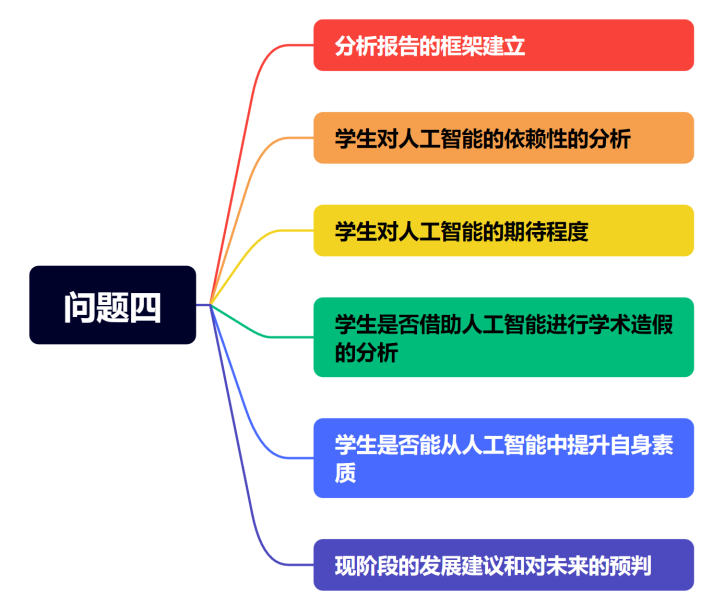 分析报告的框架建立
学生对人工智能的依赖性的分析
学生对人工智能的期待程度
问题四
学生是否借助人工智能进行学术造假
的分析
学生是否能从人工智能中提升自身素
质
现阶段的发展建议和对未来的预判